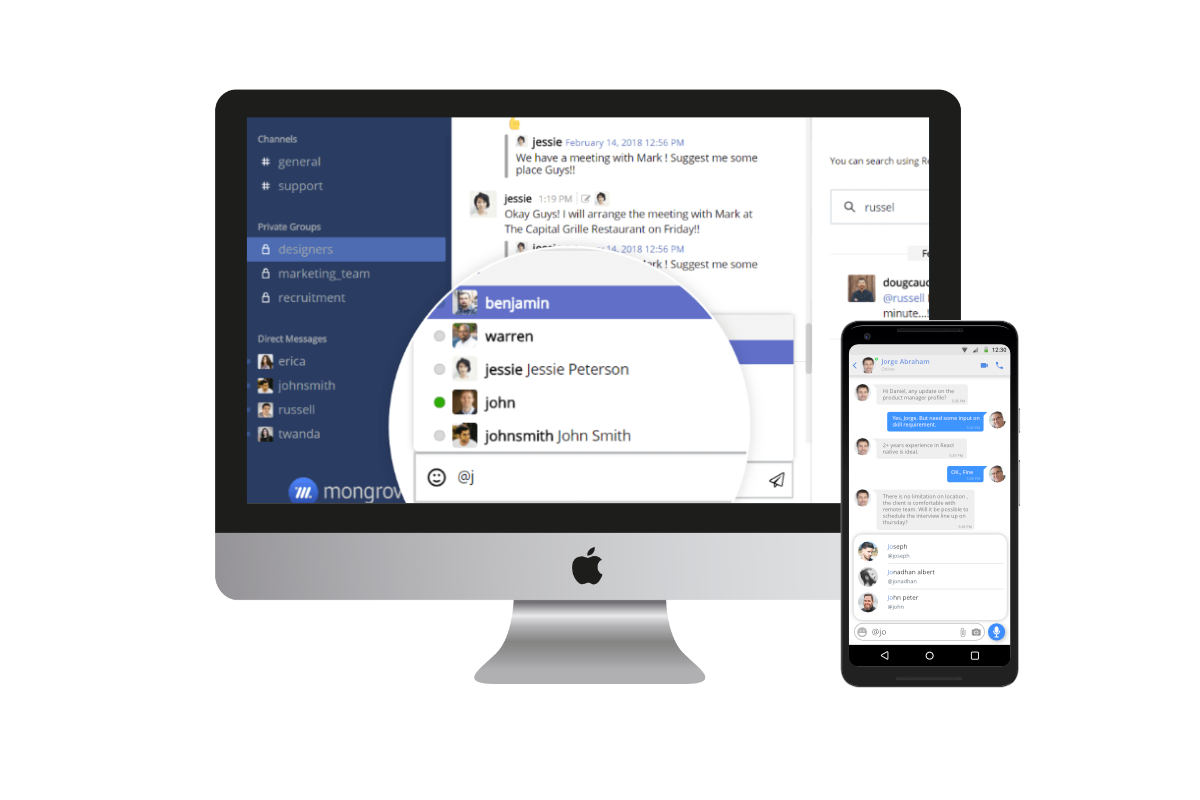 Channels
# general
# support
Private Groups
designers
marketing_team
recruitment
Direct Messages
erica
johnsmith
russell
twanda
mongrov
jessie February 14, 2018 12:56 PM
We have a meeting with Mark ! Suggest me some
place Guys!!
jessie 1:19 PM
Okay Guys! I will arrange the meeting with Mark at
The Capital Grille Restaurant on Friday!!
14, 2018 12:56 PM
Mark ! Suggest me some
benjamin
warren
jessie Jessie Peterson
john
johnsmith John Smith
@j
You can search using Re
russel
Fe
dougcaud
@russell
minute...!
12:30
Jorge Abraham
Online
Hi Daniel, any update on the
product manager profile?
Yes, Jorge. But need some input on
skill requirement.
2+ years experience in React
native is ideal.
OK, Fine
There is no limitation on location ,
the client is comfortable with
remote team. Will it be possible to
schedule the interview line up on
thursday?
Joseph
@joseph
Jonadhan albert
@jonadhan
John peter
@john
@jo